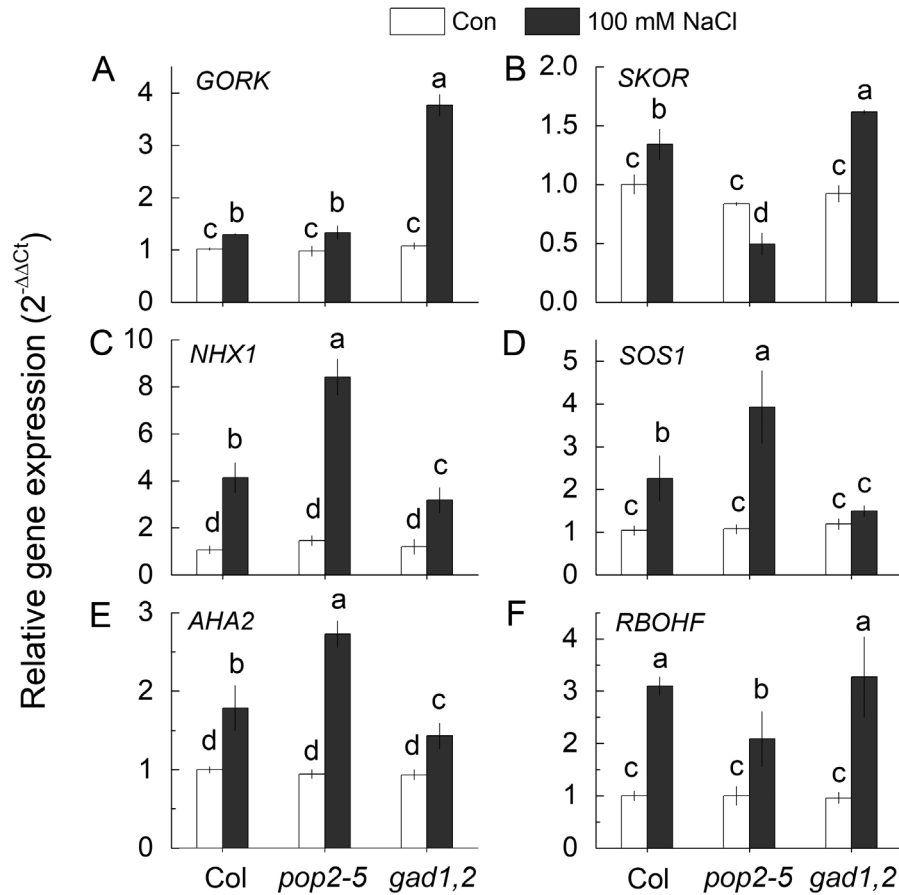 Con 100 mM NaCl
Relative gene expression (2^-ΔΔCt)
A GORK
4
3
2
1
0
c b c b c a
B SKOR
2.0
1.5
1.0
0.5
0.0
c b c d c a
C NHX1
10
8
6
4
2
0
d b d a d c
D SOS1
5
4
3
2
1
0
c b c a c c
E AHA2
3
2
1
0
d b d a d c
F RBOHF
4
3
2
1
0
c a c b c a
Col pop2-5 gad1,2
Col pop2-5 gad1,2